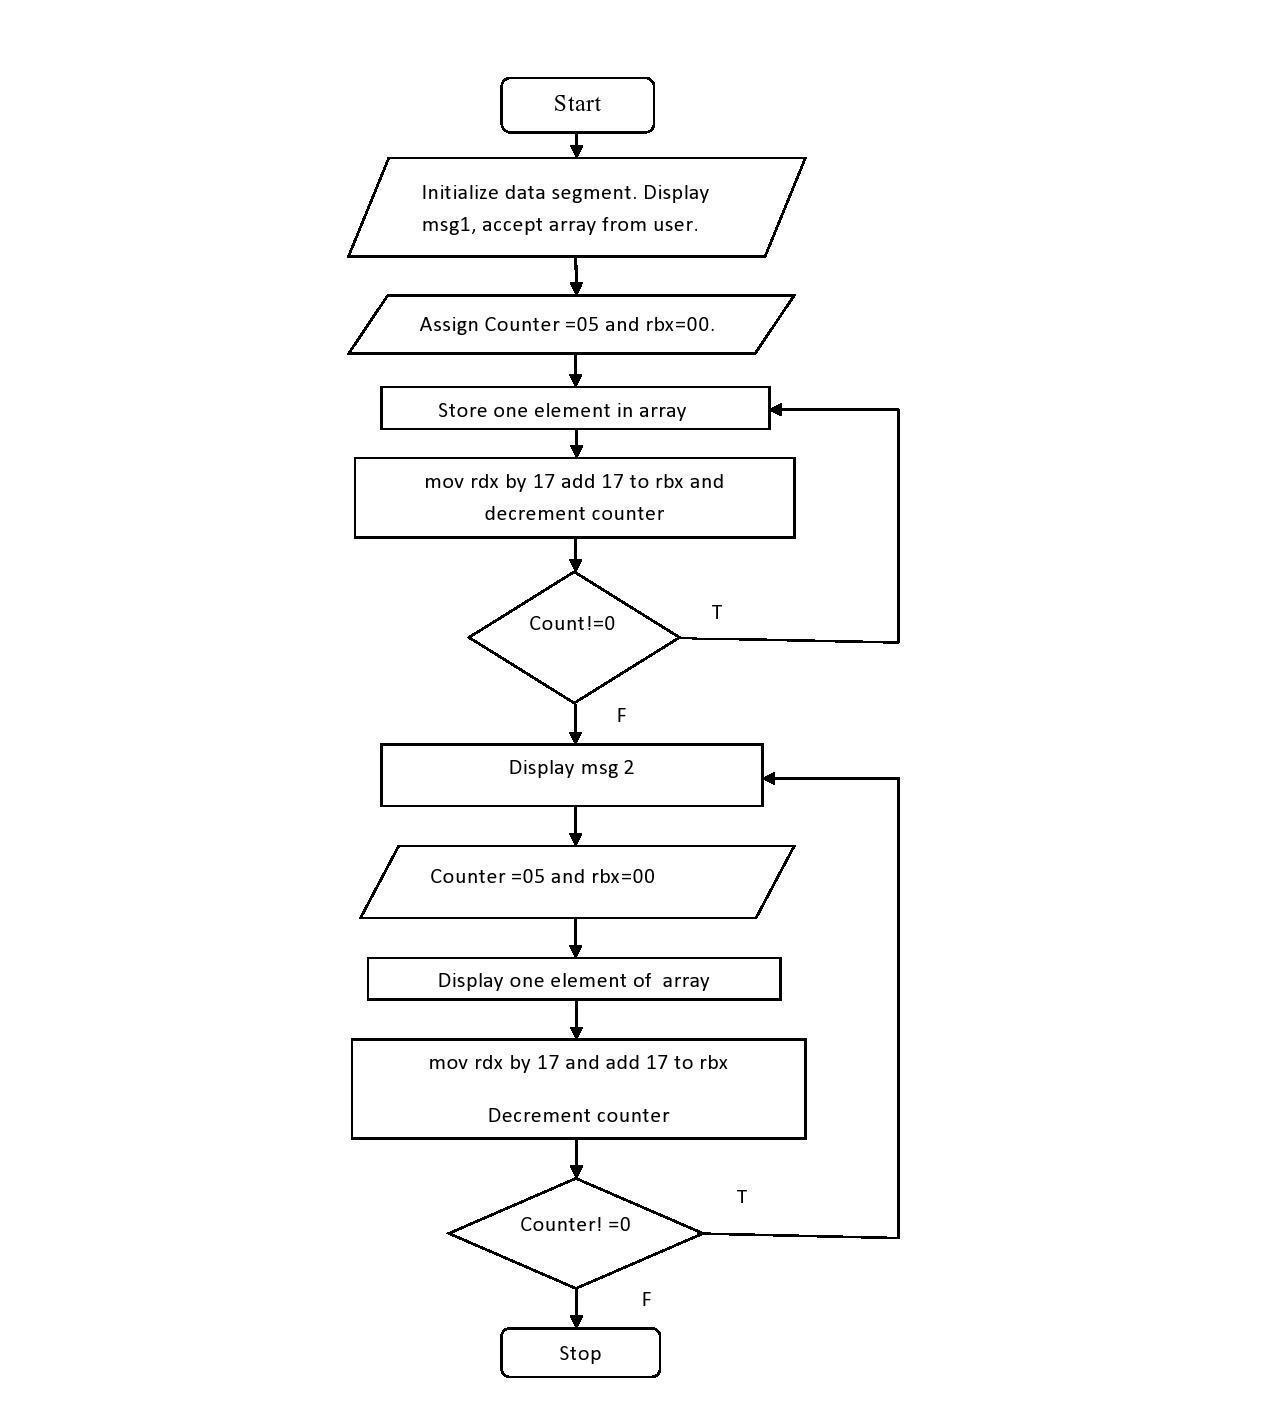 Start
Initialize data segment. Display
msg1, accept array from user.
Assign Counter =05 and rbx=00.
Store one element in array
mov rdx by 17 add 17 to rbx and
decrement counter
Count!=0
T
F
Display msg 2
Counter =05 and rbx=00
Display one element of  array
mov rdx by 17 and add 17 to rbx
Decrement counter
T
Counter! =0
F
Stop